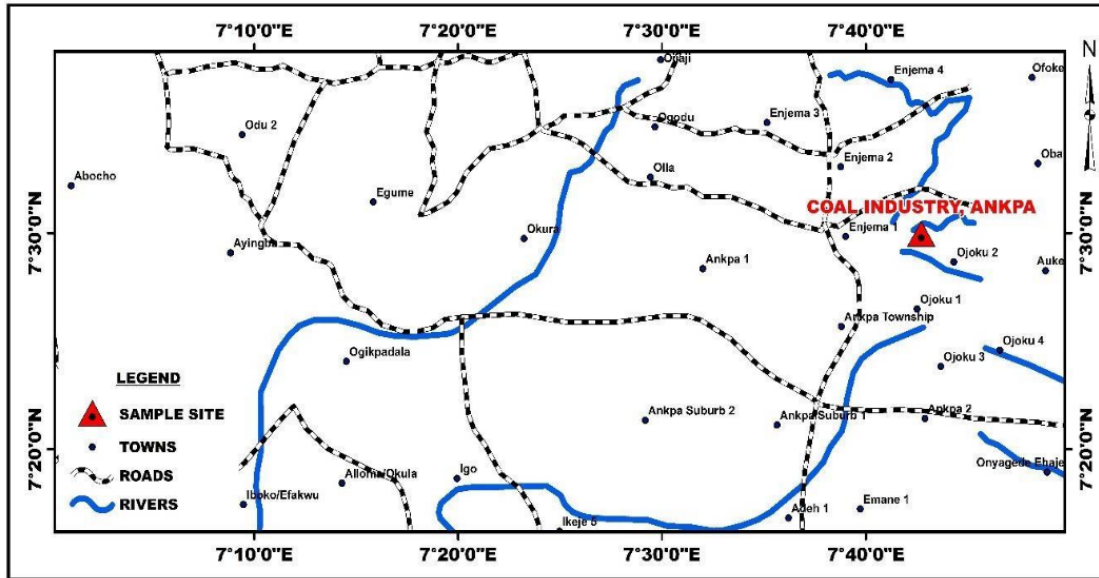 7°10'0"E 7°20'0"E 7°30'0"E 7°40'0"E
N
Ojaji
Enjema 4
Ofoke
Odu 2
Ogodu
Enjema 3
Oba
Enjema 2
Abocho
Egume
Olla
COAL INDUSTRY, ANKPA
7°30'0"N
7°30'0"N
Ayingba
Okura
Enjema 1
Ankpa 1
Ojoku 2
Auke
Ojoku 1
Ankpa Township
Ogikpadala
Ojoku 4
Ojoku 3
LEGEND
SAMPLE SITE
TOWNS
ROADS
RIVERS
Ankpa Suburb 2
Ankpa Suburb 1
Ankpa 2
7°20'0"N
7°20'0"N
Alloma/Okula
Igo
Onyagede Ehaje
Iboko/Efakwu
Ikeje 5
Adeh 1
Emane 1
7°10'0"E 7°20'0"E 7°30'0"E 7°40'0"E